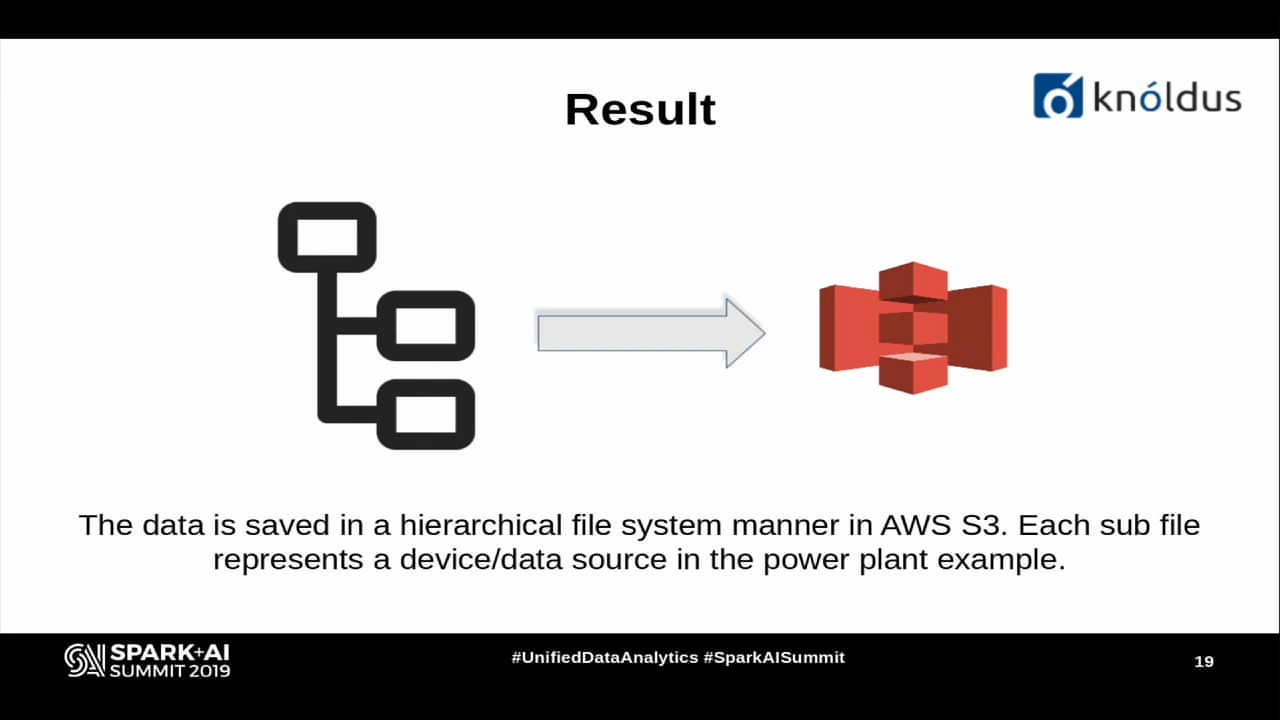 Result
knóldus
The data is saved in a hierarchical file system manner in AWS S3. Each sub file
represents a device/data source in the power plant example.
SPARK+AI
SUMMIT 2019
#UnifiedDataAnalytics #SparkAISummit
19